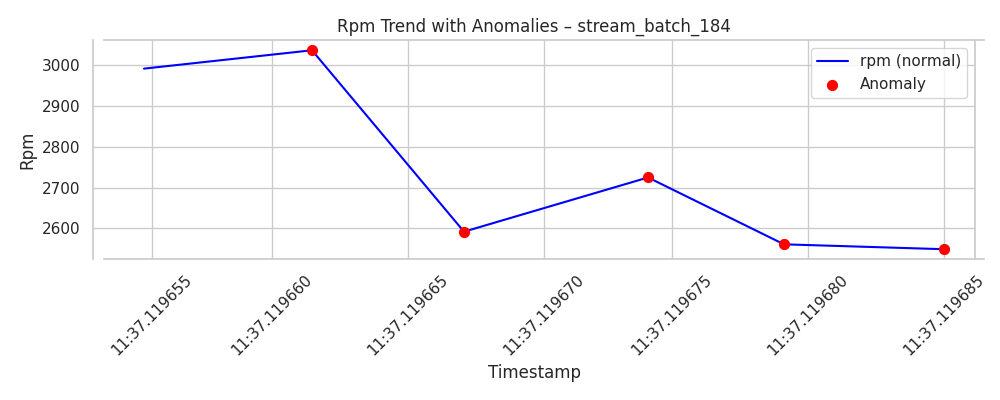 Rpm Trend with Anomalies – stream_batch_184
rpm (normal)
Anomaly
Rpm
3000
2900
2800
2700
2600
11:37.119655
11:37.119660
11:37.119665
11:37.119670
11:37.119675
11:37.119680
11:37.119685
Timestamp